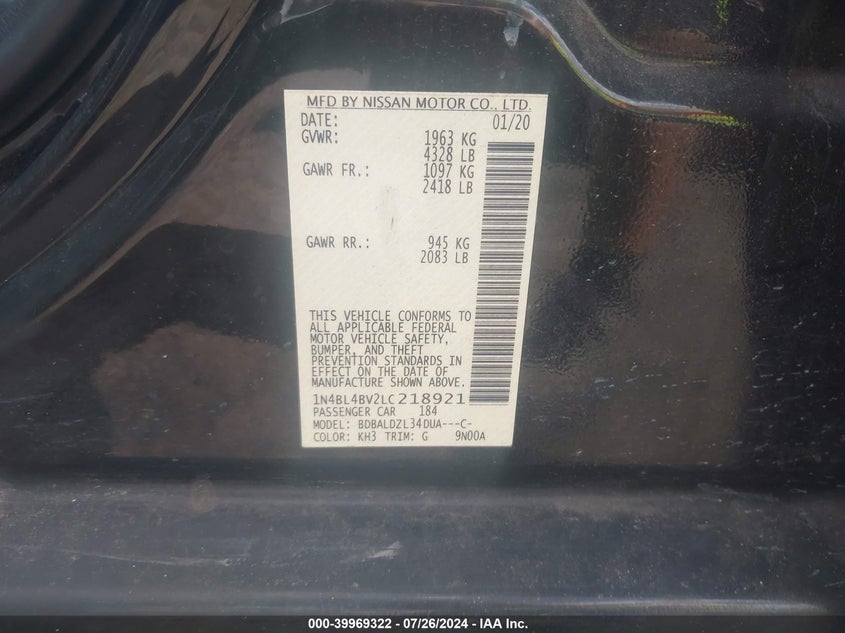 MFD BY NISSAN MOTOR CO., LTD.
DATE: 01/20
GVWR: 1963 KG
4328 LB
GAWR FR.: 1097 KG
2418 LB
GAWR RR.: 945 KG
2083 LB
THIS VEHICLE CONFORMS TO
ALL APPLICABLE FEDERAL
MOTOR VEHICLE SAFETY,
BUMPER, AND THEFT
PREVENTION STANDARDS IN
EFFECT ON THE DATE OF
MANUFACTURE SHOWN ABOVE.
1N4BL4BV2LC218921
PASSENGER CAR 184
MODEL: BDBALDZL34DUA---C-
COLOR: KH3 TRIM: G 9N00A
000-39969322 - 07/26/2024 - IAA Inc.